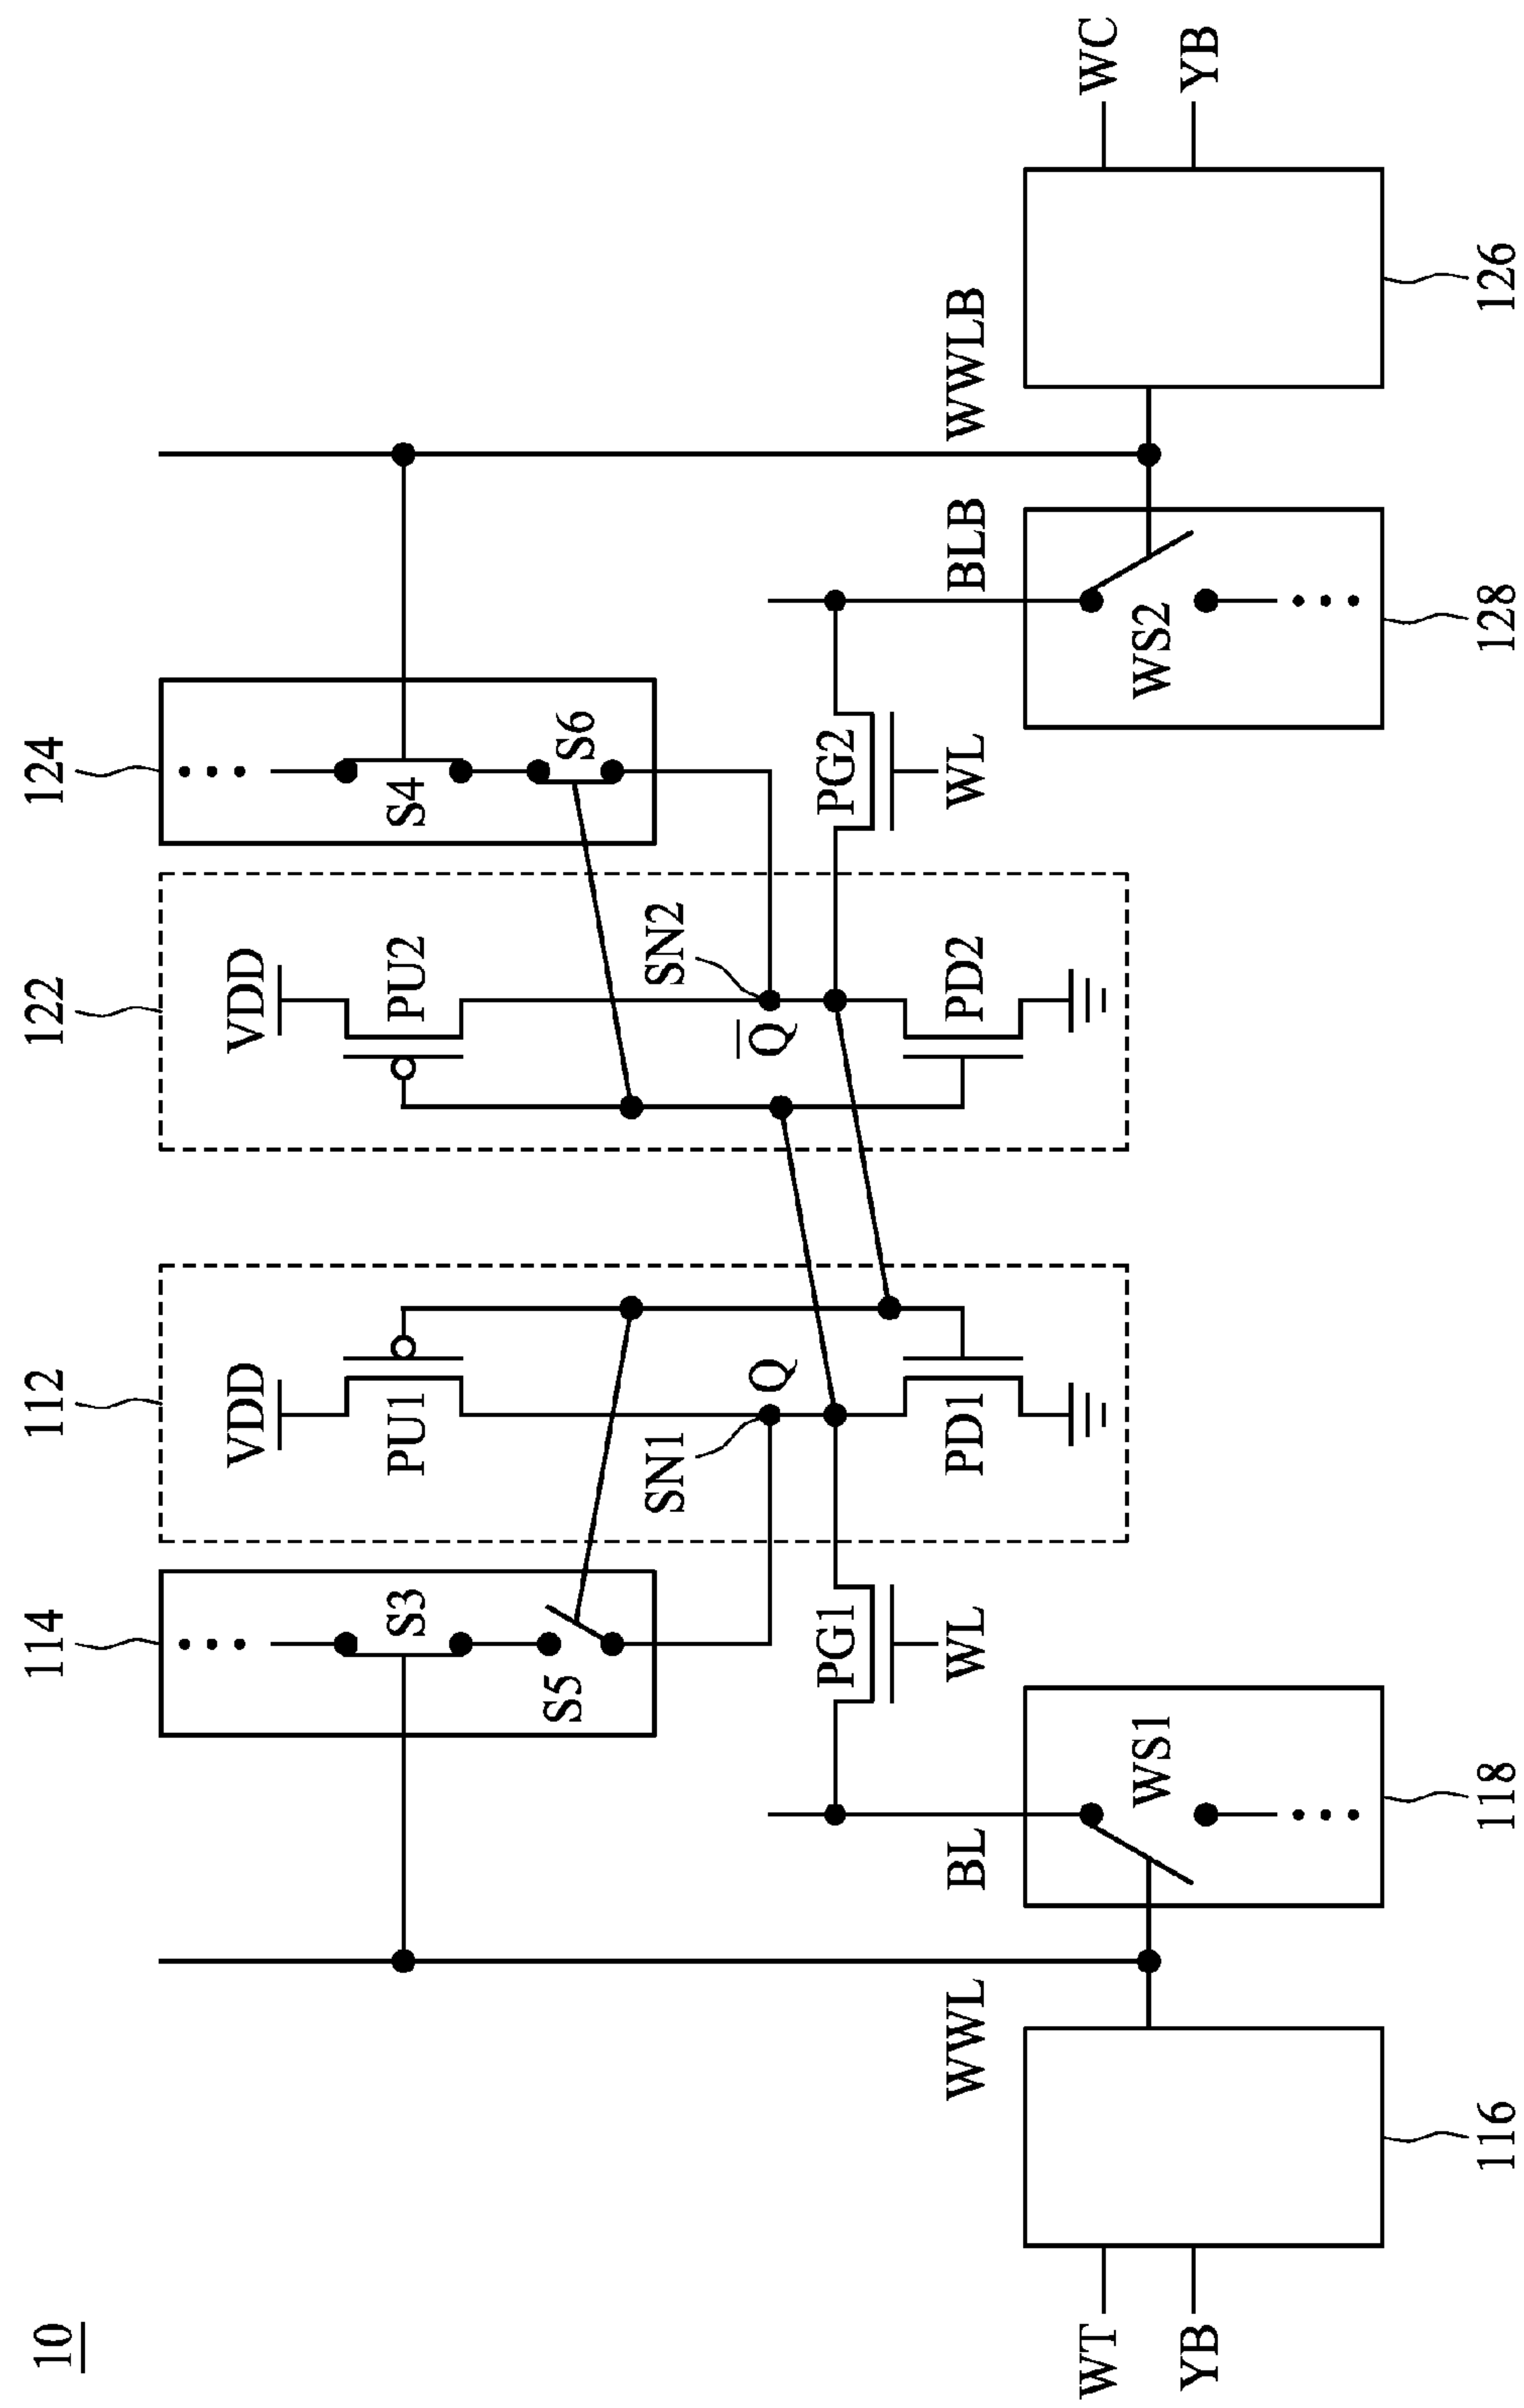 10
114
112
122
124
VDD
VDD
S3
PU1
PU2
S4
S5
S6
SN1
SN2
Q
Q̅
PG1
PG2
WWL
BL
WL
PD1
PD2
WL
BLB
WWLB
WT
WC
WS1
WS2
YB
YB
116
118
128
126